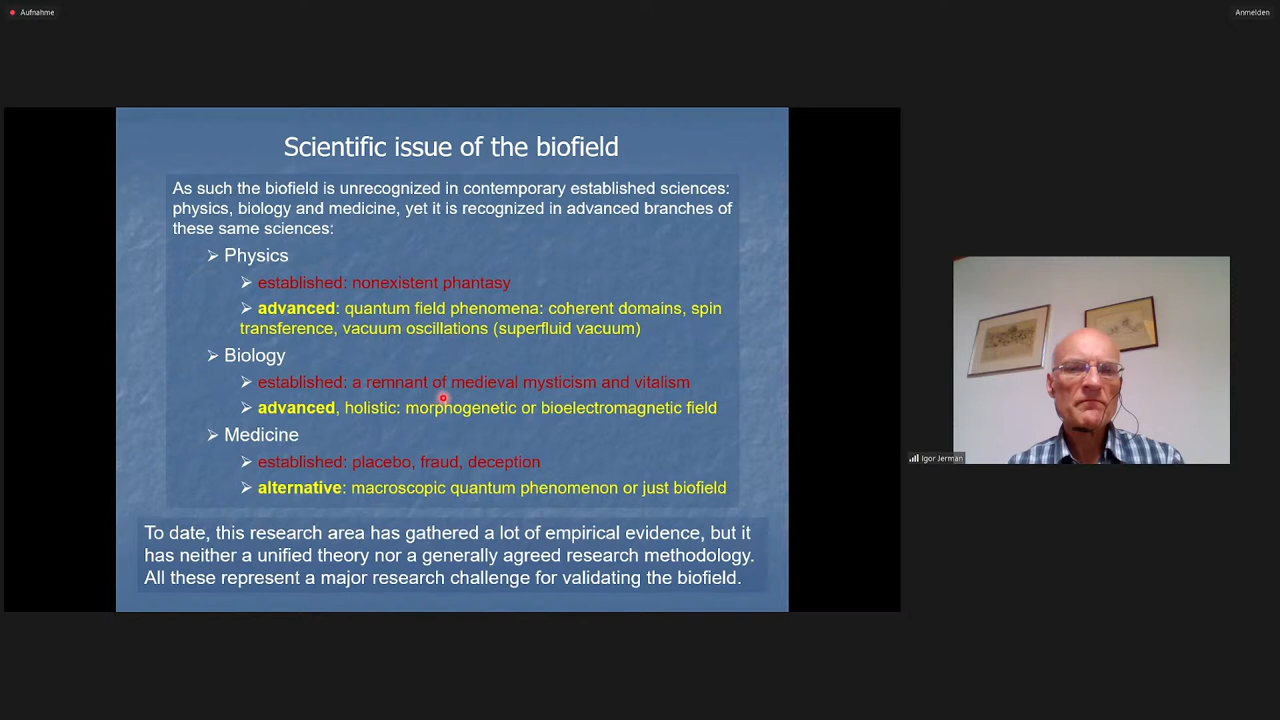 Aufnahme
Anmelden
Scientific issue of the biofield
As such the biofield is unrecognized in contemporary established sciences:
physics, biology and medicine, yet it is recognized in advanced branches of
these same sciences:
➢ Physics
➢ established: nonexistent phantasy
➢ advanced: quantum field phenomena: coherent domains, spin
transference, vacuum oscillations (superfluid vacuum)
➢ Biology
➢ established: a remnant of medieval mysticism and vitalism
➢ advanced, holistic: morphogenetic or bioelectromagnetic field
➢ Medicine
➢ established: placebo, fraud, deception
➢ alternative: macroscopic quantum phenomenon or just biofield
To date, this research area has gathered a lot of empirical evidence, but it
has neither a unified theory nor a generally agreed research methodology.
All these represent a major research challenge for validating the biofield.
Igor Jerman